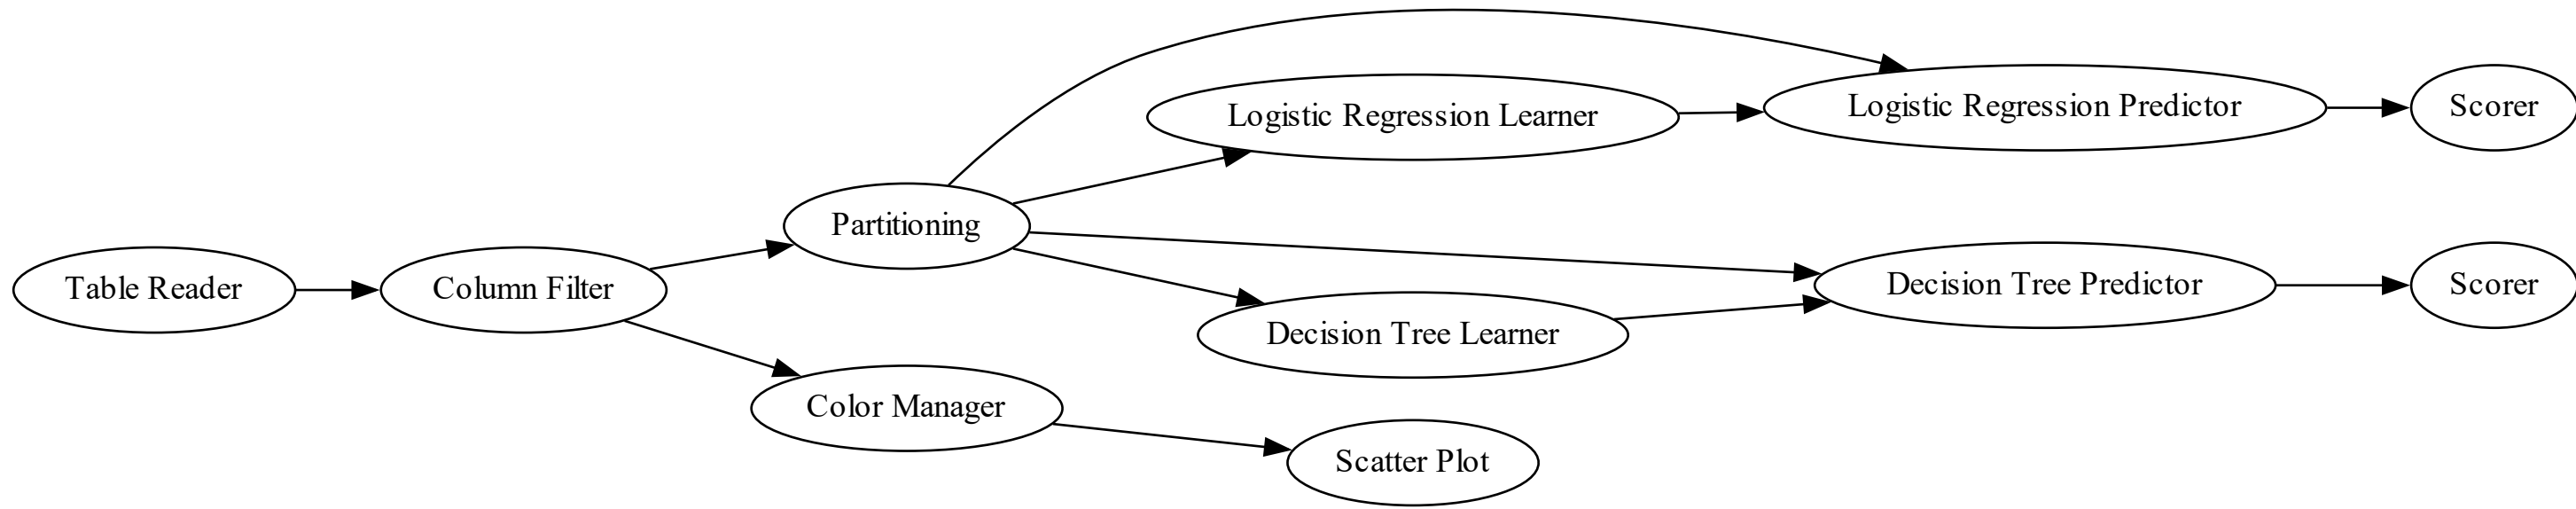 Table Reader
Column Filter
Partitioning
Color Manager
Logistic Regression Learner
Decision Tree Learner
Scatter Plot
Logistic Regression Predictor
Decision Tree Predictor
Scorer
Scorer